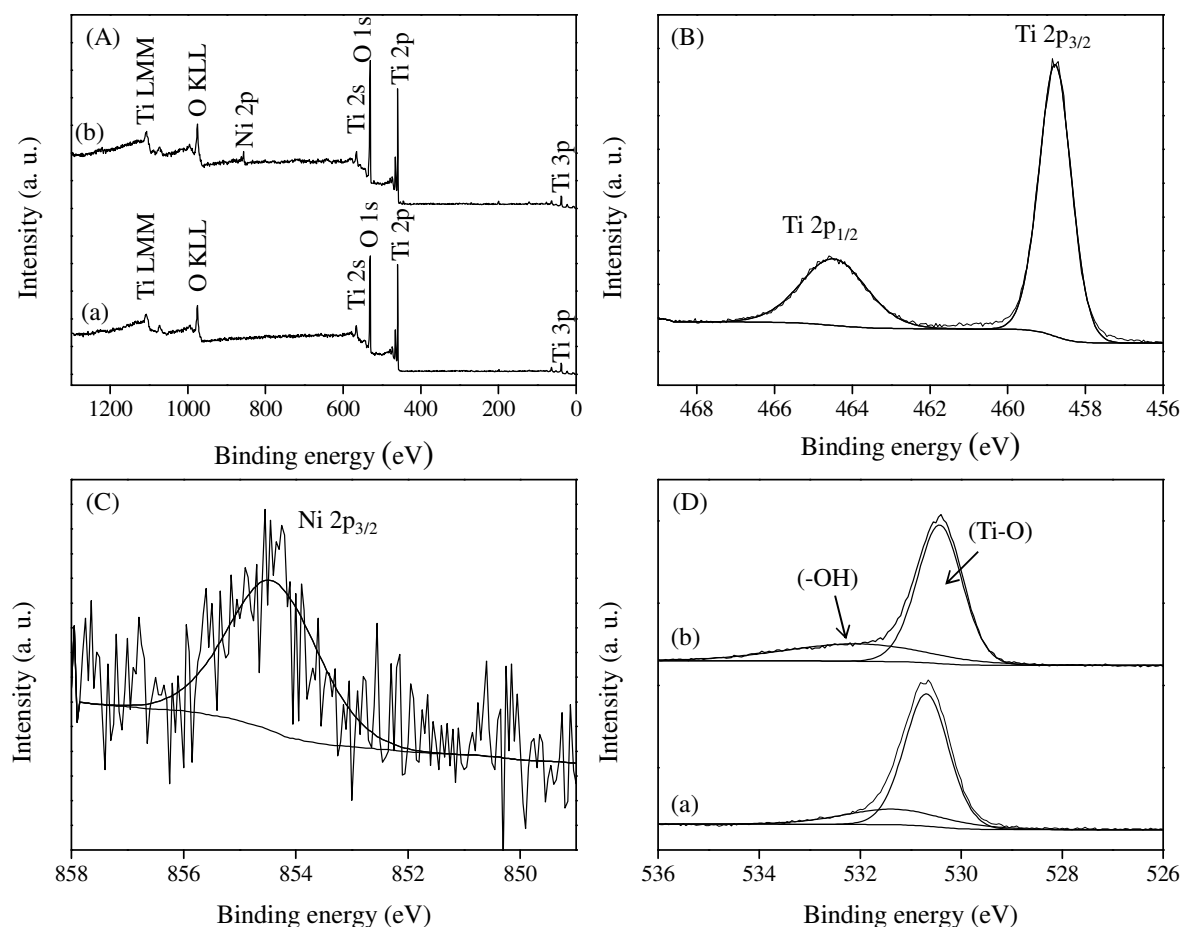 (A)
Ti LMM
O KLL
Ni 2p
Ti 2s
O 1s
Ti 2p
Ti 3p
(b)
Ti LMM
O KLL
Ti 2s
O 1s
Ti 2p
Ti 3p
(a)
Intensity (a. u.)
1200 1000 800 600 400 200 0
Binding energy (eV)
(B)
Ti 2p3/2
Ti 2p1/2
Intensity (a. u.)
468 466 464 462 460 458 456
Binding energy (eV)
(C)
Ni 2p3/2
Intensity (a. u.)
858 856 854 852 850
Binding energy (eV)
(D)
(Ti-O)
(-OH)
(b)
(a)
Intensity (a. u.)
536 534 532 530 528 526
Binding energy (eV)